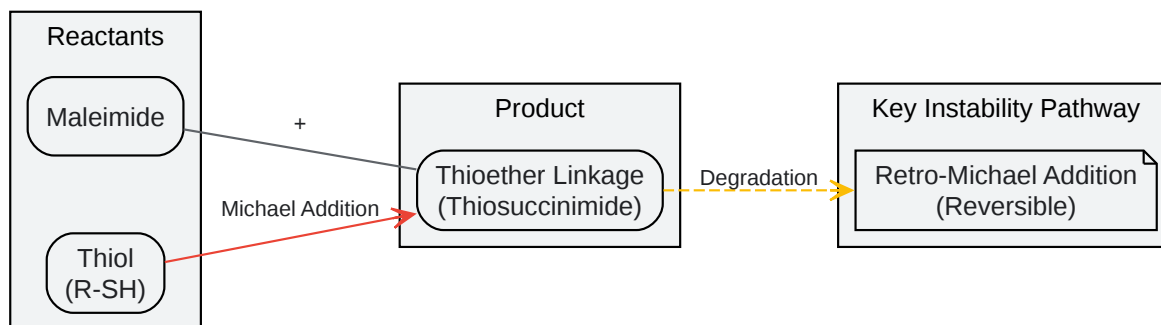 Reactants
Maleimide
Thiol
(R-SH)
+
Michael Addition
Product
Thioether Linkage
(Thiosuccinimide)
Degradation
Key Instability Pathway
Retro-Michael Addition
(Reversible)